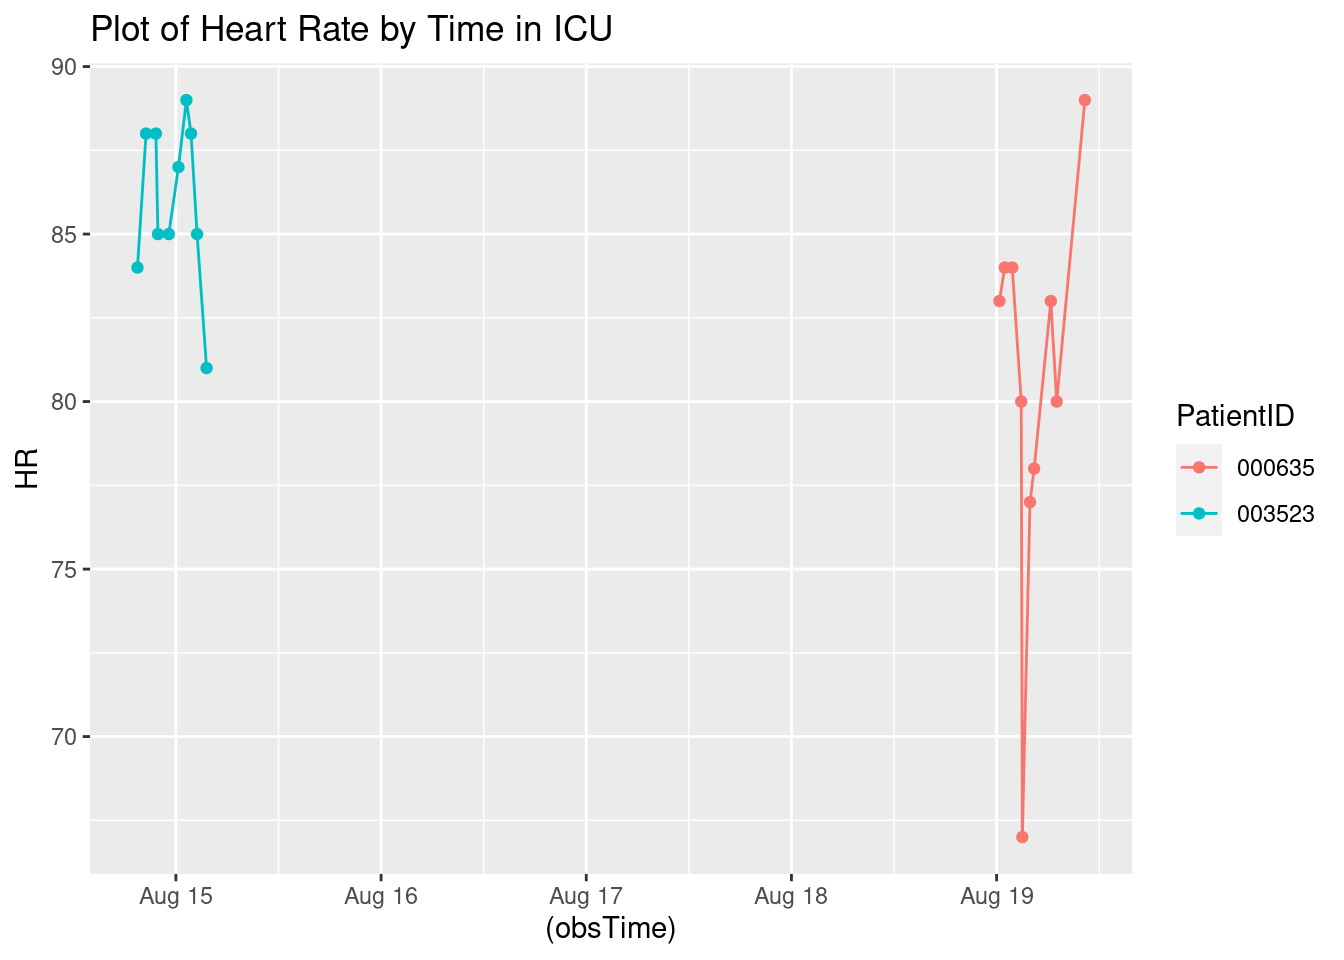 Plot of Heart Rate by Time in ICU
90
85
80
75
70
HR
Aug 15 Aug 16 Aug 17 Aug 18 Aug 19
(obsTime)
PatientID
000635
003523